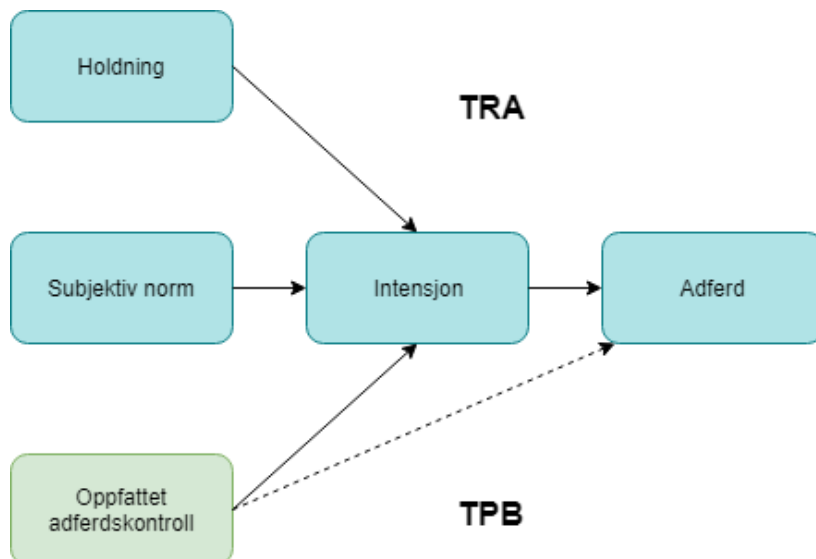 Holdning
TRA
Subjektiv norm
Intensjon
Adferd
Oppfattet
adferdskontroll
TPB